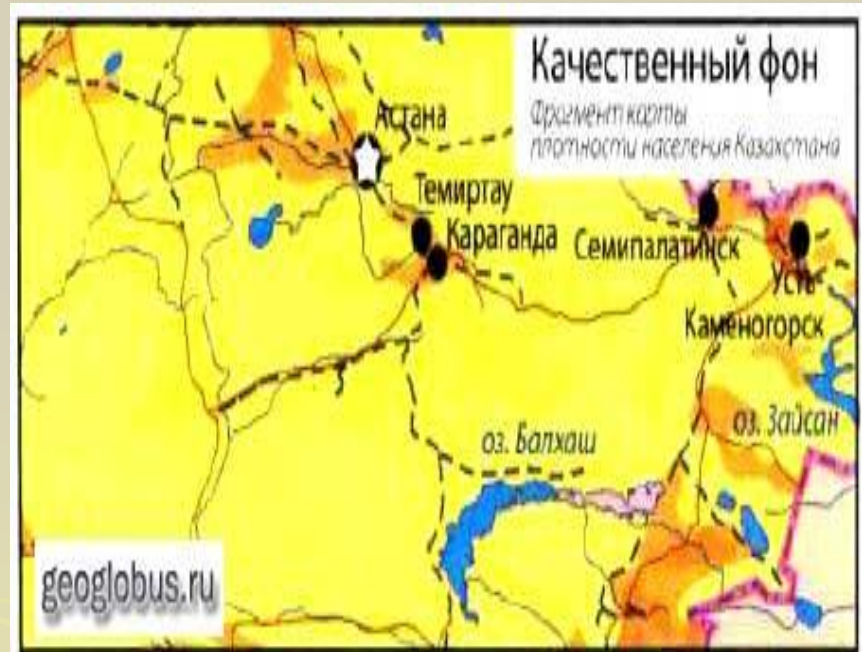 Качественный фон
Фрагмент карты
плотности населения Казахстана
Астана
Темиртау
Караганда
Семипалатинск
Усть-
Каменогорск
оз. Зайсан
оз. Балхаш
geoglobus.ru